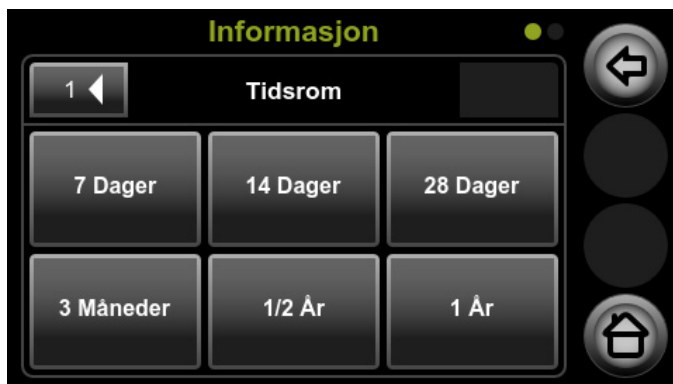 Informasjon
1
Tidsrom
7 Dager
14 Dager
28 Dager
3 Måneder
1/2 År
1 År